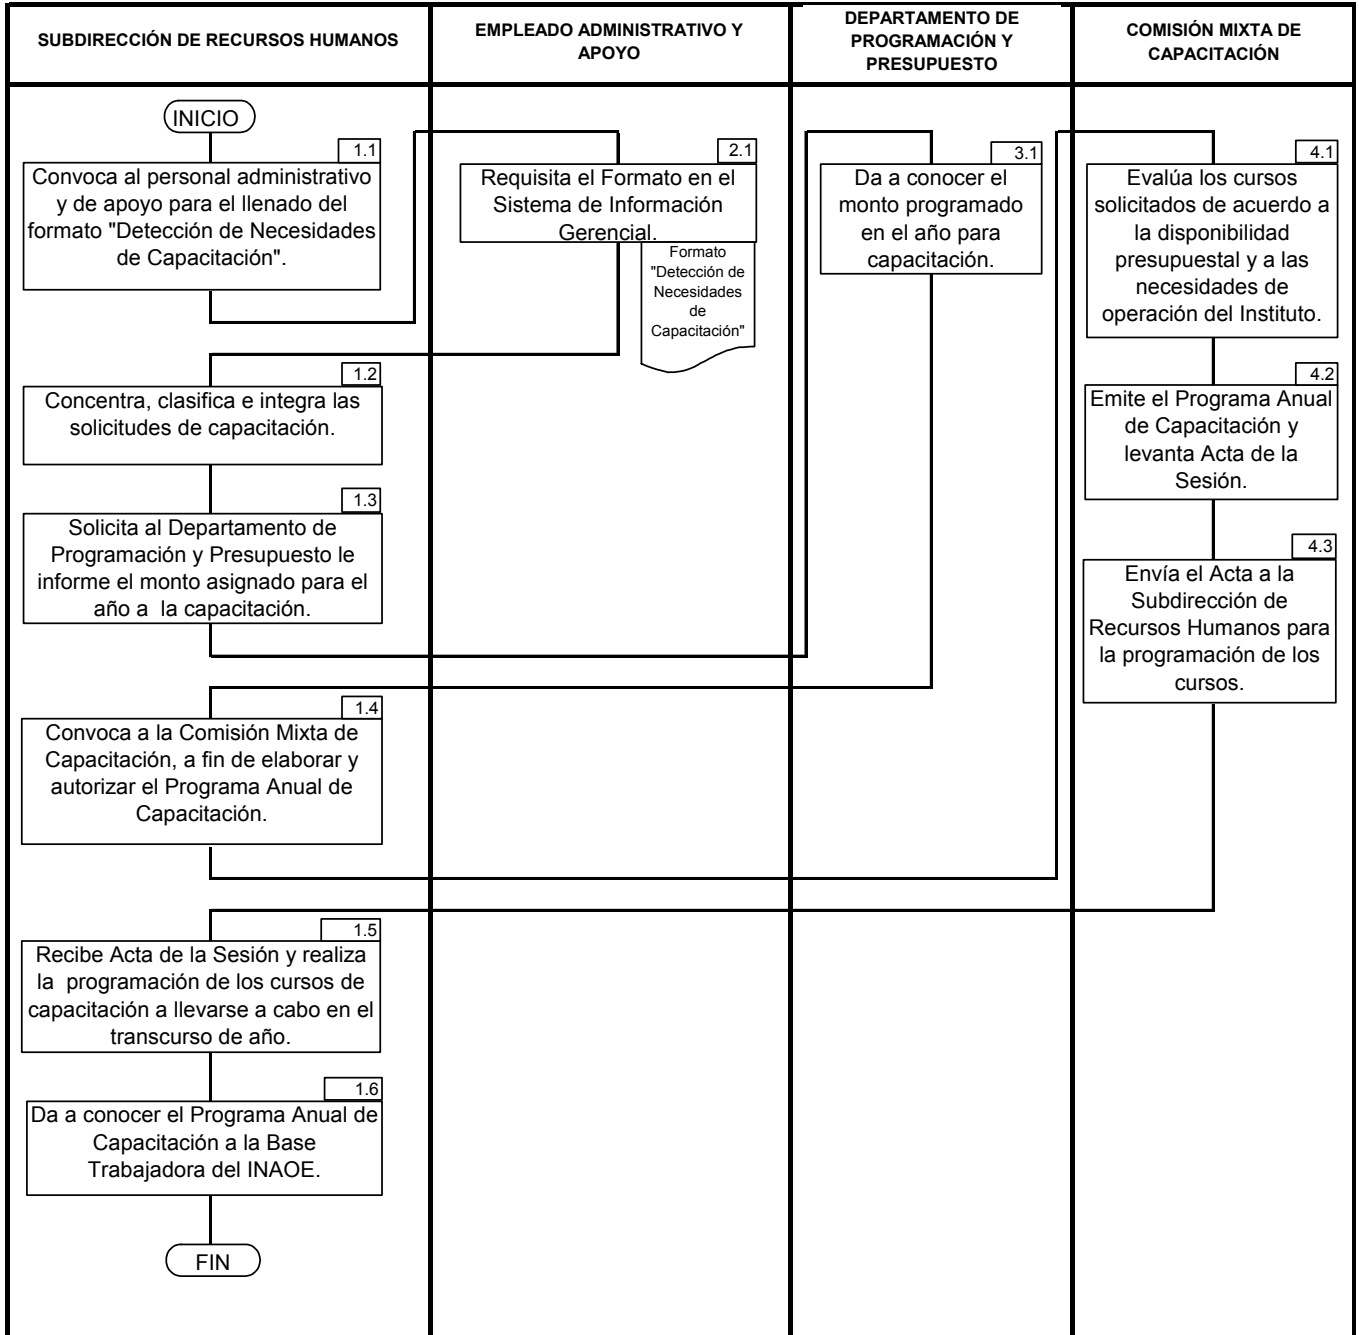 SUBDIRECCIÓN DE RECURSOS HUMANOS
EMPLEADO ADMINISTRATIVO Y
APOYO
DEPARTAMENTO DE
PROGRAMACIÓN Y
PRESUPUESTO
COMISIÓN MIXTA DE
CAPACITACIÓN
INICIO
1.1
Convoca al personal administrativo
y de apoyo para el llenado del
formato "Detección de Necesidades
de Capacitación".
2.1
Requisita el Formato en el
Sistema de Información
Gerencial.
Formato
"Detección de
Necesidades
de
Capacitación"
1.2
Concentra, clasifica e integra las
solicitudes de capacitación.
1.3
Solicita al Departamento de
Programación y Presupuesto le
informe el monto asignado para el
año a  la capacitación.
3.1
Da a conocer el
monto programado
en el año para
capacitación.
1.4
Convoca a la Comisión Mixta de
Capacitación, a fin de elaborar y
autorizar el Programa Anual de
Capacitación.
4.1
Evalúa los cursos
solicitados de acuerdo a
la disponibilidad
presupuestal y a las
necesidades de
operación del Instituto.
4.2
Emite el Programa Anual
de Capacitación y
levanta Acta de la
Sesión.
4.3
Envía el Acta a la
Subdirección de
Recursos Humanos para
la programación de los
cursos.
1.5
Recibe Acta de la Sesión y realiza
la  programación de los cursos de
capacitación a llevarse a cabo en el
transcurso de año.
1.6
Da a conocer el Programa Anual de
Capacitación a la Base
Trabajadora del INAOE.
FIN